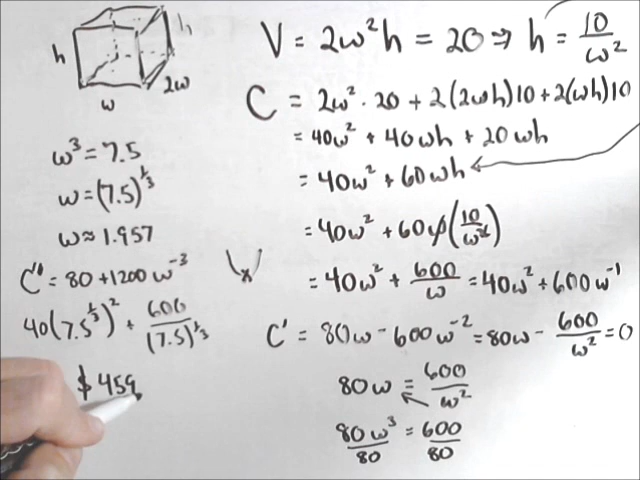 h
h
w
2w
V = 2w²h = 20 ⇒ h = 10/w²
C = 2w² · 20 + 2(2wh)10 + 2(wh)10
= 40w² + 40wh + 20wh
= 40w² + 60wh
= 40w² + 60w(10/w²)
= 40w² + 600/w = 40w² + 600w⁻¹
C' = 80w - 600w⁻² = 80w - 600/w² = 0
80w = 600/w²
80w³/80 = 600/80
w³ = 7.5
w = (7.5)^⅓
w ≈ 1.957
C'' = 80 + 1200w⁻³
40(7.5^⅓)² + 600/(7.5)^⅓
$459